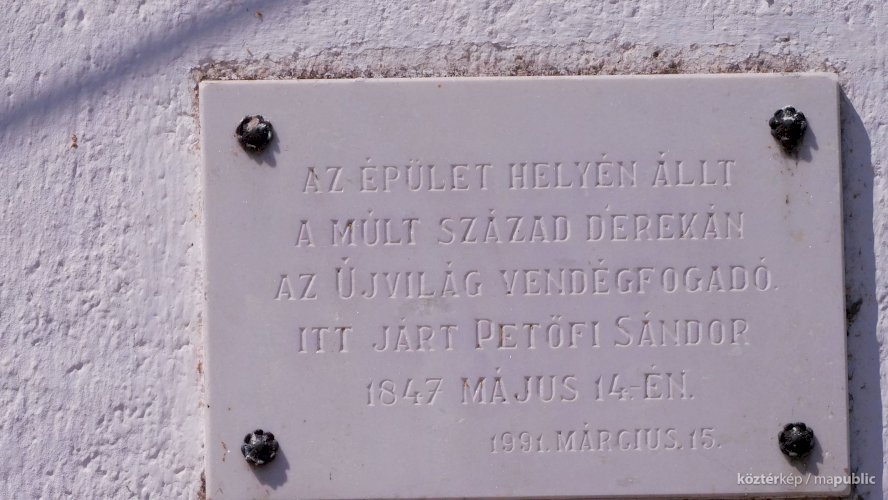 AZ ÉPÜLET HELYÉN ÁLLT
A MÚLT SZÁZAD DEREKÁN
AZ ÚJVILÁG VENDÉGFOGADÓ.
ITT JÁRT PETŐFI SÁNDOR
1847 MÁJUS 14.-ÉN.
1991. MÁRCIUS. 15.
köztérkép / mapublic